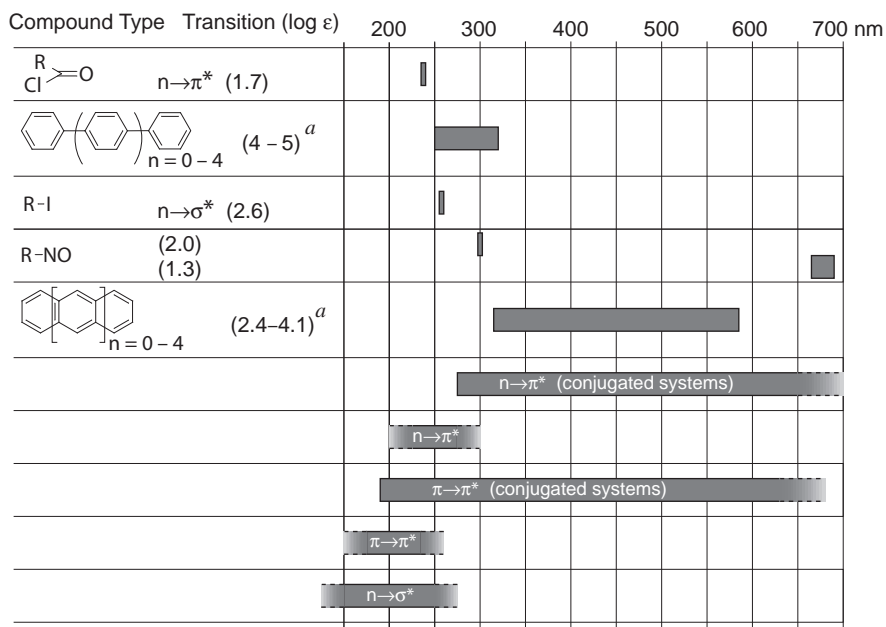 Compound Type Transition (log ε) 200 300 400 500 600 700 nm
R
Cl O n→π* (1.7)
n = 0 – 4 (4 – 5) a
R-I n→σ* (2.6)
R-NO (2.0)
(1.3)
n = 0 – 4 (2.4–4.1) a
n→π* (conjugated systems)
n→π*
π→π* (conjugated systems)
π→π*
n→σ*